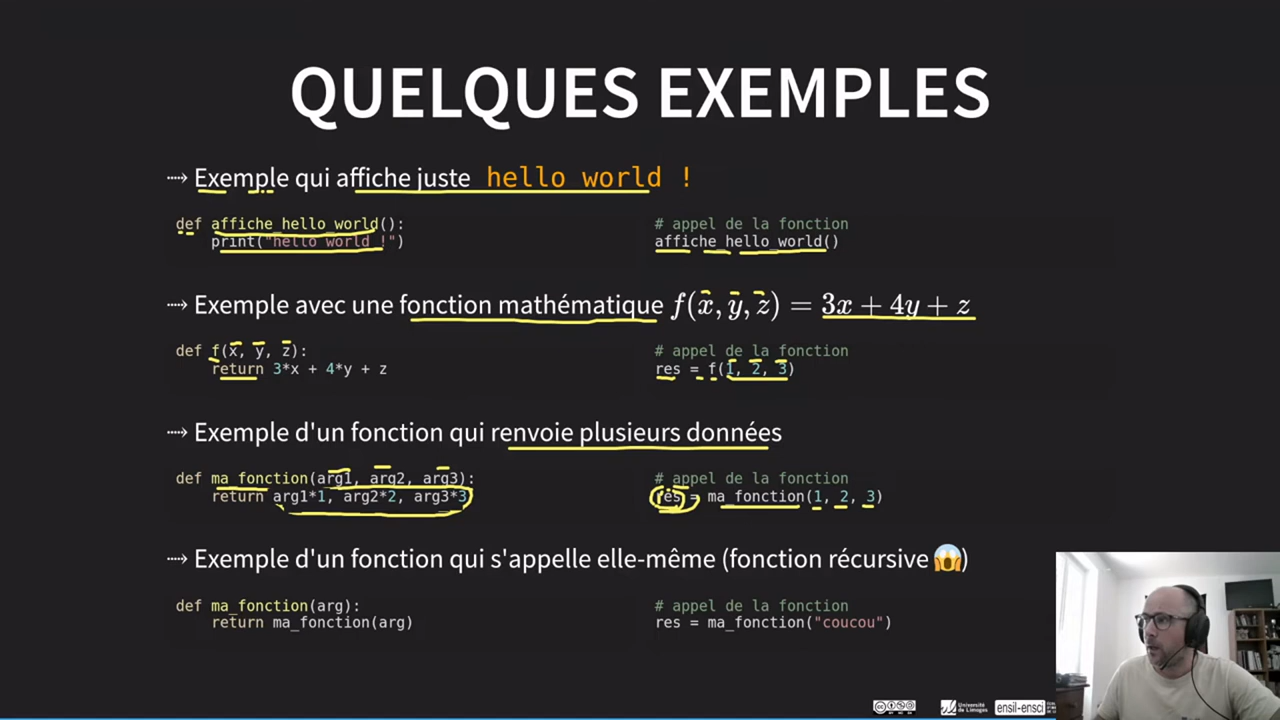 QUELQUES EXEMPLES
⤑ Exemple qui affiche juste hello world !
def affiche_hello_world():
    print("hello world !")
# appel de la fonction
affiche_hello_world()
⤑ Exemple avec une fonction mathématique f(x, y, z) = 3x + 4y + z
def f(x, y, z):
    return 3*x + 4*y + z
# appel de la fonction
res = f(1, 2, 3)
⤑ Exemple d'un fonction qui renvoie plusieurs données
def ma_fonction(arg1, arg2, arg3):
    return arg1*1, arg2*2, arg3*3
# appel de la fonction
res = ma_fonction(1, 2, 3)
⤑ Exemple d'un fonction qui s'appelle elle-même (fonction récursive 😱)
def ma_fonction(arg):
    return ma_fonction(arg)
# appel de la fonction
res = ma_fonction("coucou")
Université
de Limoges
ensil-ensci